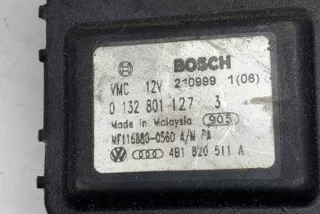 BOSCH
VMC 12V 210999 1(06)
0 132 801 127 3
Made in Malaysia 905
MF116880-0560 A/M PA
4B1 820 511 A